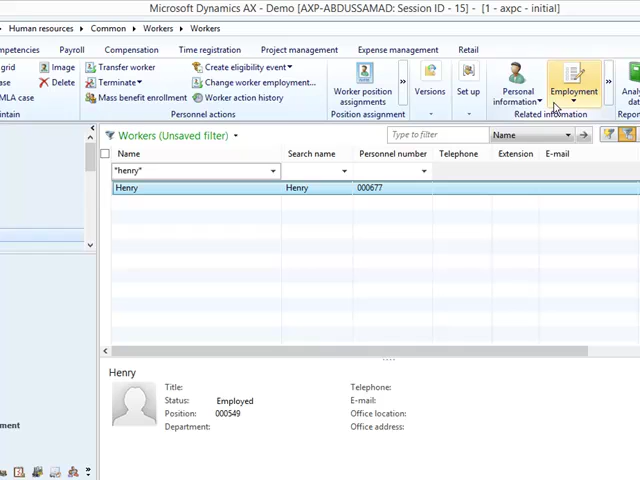 Microsoft Dynamics AX - Demo [AXP-ABDUSSAMAD: Session ID - 15] - [1 - axpc - initial]
Human resources ▸ Common ▸ Workers ▸ Workers
mpetencies Payroll Compensation Time registration Project management Expense management Retail
grid Image Transfer worker Create eligibility event
ase Delete Terminate Change worker employment...
MLA case Mass benefit enrollment Worker action history
ntain Personnel actions
Worker position assignments
Position assignment
Versions
Set up
Personal information
Employment
Related information
Analy
dat
Repor
Workers (Unsaved filter)
Type to filter Name
Name Search name Personnel number Telephone Extension E-mail
*henry*
Henry Henry 000677
Henry
Title: Telephone:
Status: Employed E-mail:
Position: 000549 Office location:
Department: Office address:
ment